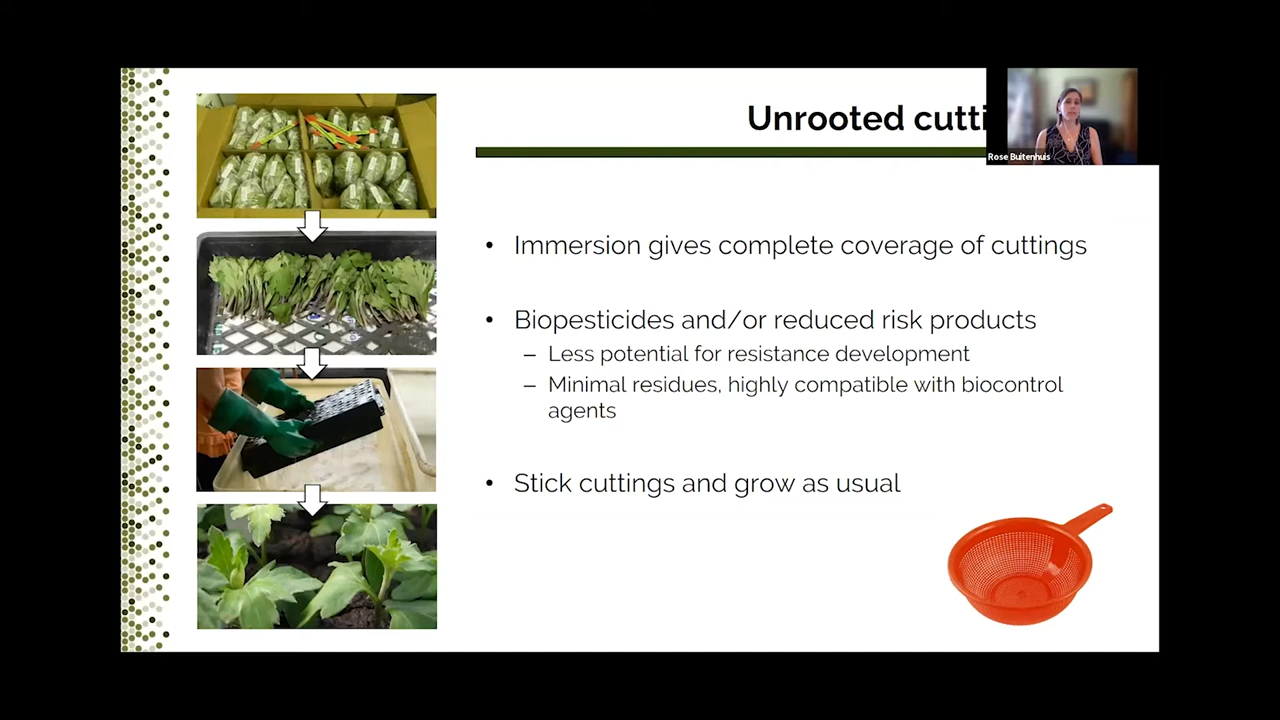 Unrooted cutti
Rose Buitenhuis
• Immersion gives complete coverage of cuttings
• Biopesticides and/or reduced risk products
– Less potential for resistance development
– Minimal residues, highly compatible with biocontrol
agents
• Stick cuttings and grow as usual